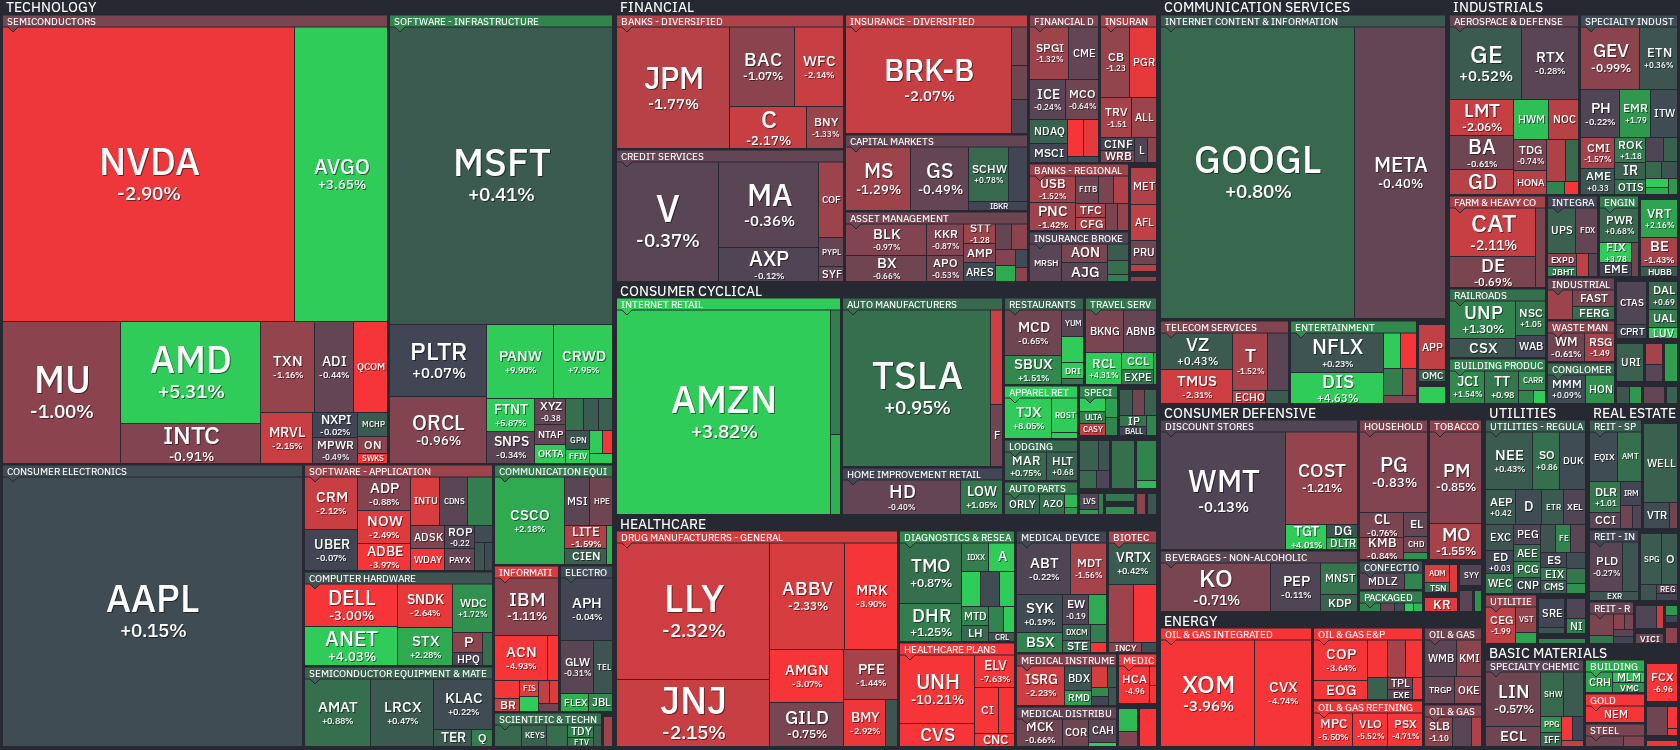 TECHNOLOGY
SEMICONDUCTORS
NVDA
-2.90%
AVGO
+3.65%
MU
-1.00%
AMD
+5.31%
INTC
-0.91%
TXN
-1.16%
ADI
-0.44%
QCOM
MRVL
-2.15%
NXPI
-0.02%
MCHP
MPWR
-0.49%
ON
SWKS
SOFTWARE - INFRASTRUCTURE
MSFT
+0.41%
PLTR
+0.07%
PANW
+9.90%
CRWD
+7.95%
ORCL
-0.96%
FTNT
+5.87%
XYZ
-0.38
SNPS
-0.34%
NTAP
GPN
OKTA
FFIV
CONSUMER ELECTRONICS
AAPL
+0.15%
SOFTWARE - APPLICATION
CRM
-2.12%
ADP
-0.88%
INTU
CDNS
NOW
-2.49%
UBER
-0.07%
ADBE
-3.97%
ADSK
ROP
-0.22
WDAY
PAYX
COMMUNICATION EQUI
CSCO
+2.18%
MSI
HPE
LITE
-1.59%
CIEN
COMPUTER HARDWARE
DELL
-3.00%
SNDK
-2.64%
WDC
+1.72%
ANET
+4.03%
STX
+2.28%
P
HPQ
INFORMATI
IBM
-1.11%
ACN
-4.93%
FIS
BR
ELECTRO
APH
-0.04%
GLW
-0.31%
TEL
FLEX
JBL
SEMICONDUCTOR EQUIPMENT & MATE
AMAT
+0.88%
LRCX
+0.47%
KLAC
+0.22%
TER
Q
SCIENTIFIC & TECHN
KEYS
TDY
FTV
FINANCIAL
BANKS - DIVERSIFIED
JPM
-1.77%
BAC
-1.07%
WFC
-2.14%
C
-2.17%
BNY
-1.33%
INSURANCE - DIVERSIFIED
BRK-B
-2.07%
FINANCIAL D
SPGI
-1.32%
CME
ICE
-0.24%
MCO
-0.64%
NDAQ
MSCI
INSURAN
CB
-1.23
PGR
TRV
-1.51
ALL
CINF
L
WRB
CREDIT SERVICES
V
-0.37%
MA
-0.36%
AXP
-0.12%
COF
PYPL
SYF
CAPITAL MARKETS
MS
-1.29%
GS
-0.49%
SCHW
+0.78%
IBKR
ASSET MANAGEMENT
BLK
-0.97%
KKR
-0.87%
STT
-1.28
BX
-0.66%
APO
-0.53%
AMP
ARES
BANKS - REGIONAL
USB
-1.52%
FITB
PNC
-1.42%
TFC
CFG
MET
AFL
PRU
INSURANCE BROKE
MRSH
AON
AJG
CONSUMER CYCLICAL
INTERNET RETAIL
AMZN
+3.82%
AUTO MANUFACTURERS
TSLA
+0.95%
F
RESTAURANTS
MCD
-0.65%
YUM
SBUX
+1.51%
DRI
TRAVEL SERV
BKNG
ABNB
RCL
+4.31%
CCL
EXPE
APPAREL RET
TJX
+8.05%
ROST
SPECI
ULTA
CASY
IP
BALL
LODGING
MAR
+0.75%
HLT
+0.68
HOME IMPROVEMENT RETAIL
HD
-0.40%
LOW
+1.05%
AUTO PARTS
ORLY
AZO
LVS
HEALTHCARE
DRUG MANUFACTURERS - GENERAL
LLY
-2.32%
ABBV
-2.33%
MRK
-3.90%
JNJ
-2.15%
AMGN
-3.07%
PFE
-1.44%
GILD
-0.75%
BMY
-2.92%
DIAGNOSTICS & RESEA
TMO
+0.87%
IDXX
A
DHR
+1.25%
MTD
LH
CRL
MEDICAL DEVICE
ABT
-0.22%
MDT
-1.56%
SYK
+0.19%
EW
-0.19
BSX
DXCM
STE
BIOTEC
VRTX
+0.42%
INCY
HEALTHCARE PLANS
UNH
-10.21%
ELV
-7.63%
CI
CVS
CNC
MEDICAL INSTRUME
ISRG
-2.23%
BDX
RMD
MEDIC
HCA
-4.96
MEDICAL DISTRIBU
MCK
-0.66%
COR
CAH
COMMUNICATION SERVICES
INTERNET CONTENT & INFORMATION
GOOGL
+0.80%
META
-0.40%
TELECOM SERVICES
VZ
+0.43%
T
-1.52%
TMUS
-2.31%
ECHO
ENTERTAINMENT
NFLX
+0.23%
DIS
+4.63%
APP
OMC
INDUSTRIALS
AEROSPACE & DEFENSE
GE
+0.52%
RTX
-0.28%
LMT
-2.06%
HWM
NOC
BA
-0.61%
TDG
-0.74%
GD
HONA
SPECIALTY INDUST
GEV
-0.99%
ETN
+0.36%
PH
-0.22%
EMR
+1.79
ITW
CMI
-1.57%
ROK
+1.18
AME
+0.33
IR
OTIS
FARM & HEAVY CO
CAT
-2.11%
DE
-0.69%
INTEGRA
UPS
FDX
EXPD
JBHT
ENGIN
PWR
+0.68%
FIX
+3.78
EME
VRT
+2.16%
BE
-1.43%
HUBB
RAILROADS
UNP
+1.30%
NSC
+1.05
CSX
WAB
INDUSTRIAL
FAST
FERG
CTAS
CPRT
DAL
+0.69
UAL
LUV
WASTE MAN
WM
-0.61%
RSG
-1.49
URI
BUILDING PRODUC
JCI
+1.54%
TT
+0.98
CARR
CONGLOMER
MMM
+0.09%
HON
CONSUMER DEFENSIVE
DISCOUNT STORES
WMT
-0.13%
COST
-1.21%
TGT
+4.01%
DG
DLTR
HOUSEHOLD
PG
-0.83%
CL
-0.76%
EL
KMB
-0.84%
CHD
TOBACCO
PM
-0.85%
MO
-1.55%
BEVERAGES - NON-ALCOHOLIC
KO
-0.71%
PEP
-0.11%
MNST
KDP
CONFECTIO
MDLZ
PACKAGED
ADM
TSN
SYY
KR
ENERGY
OIL & GAS INTEGRATED
XOM
-3.96%
CVX
-4.74%
OIL & GAS E&P
COP
-3.64%
EOG
TPL
EXE
OIL & GAS REFINING
MPC
-5.50%
VLO
-5.52%
PSX
-4.71%
OIL & GAS
WMB
KMI
TRGP
OKE
OIL & GAS
SLB
-1.10
UTILITIES
UTILITIES - REGULA
NEE
+0.43%
SO
+0.86
DUK
AEP
+0.42
D
ETR
XEL
EXC
PEG
FE
ED
+0.03
AEE
ES
PCG
EIX
WEC
CNP
CMS
UTILITIE
CEG
-1.99
VST
SRE
NI
REAL ESTATE
REIT - SP
EQIX
AMT
WELL
DLR
+1.01
IRM
CCI
VTR
REIT - IN
PLD
-0.27%
EXR
SPG
O
REG
REIT - R
VICI
BASIC MATERIALS
SPECIALTY CHEMIC
LIN
-0.57%
SHW
ECL
PPG
IFF
BUILDING
CRH
MLM
VMC
FCX
-6.96
GOLD
NEM
STEEL